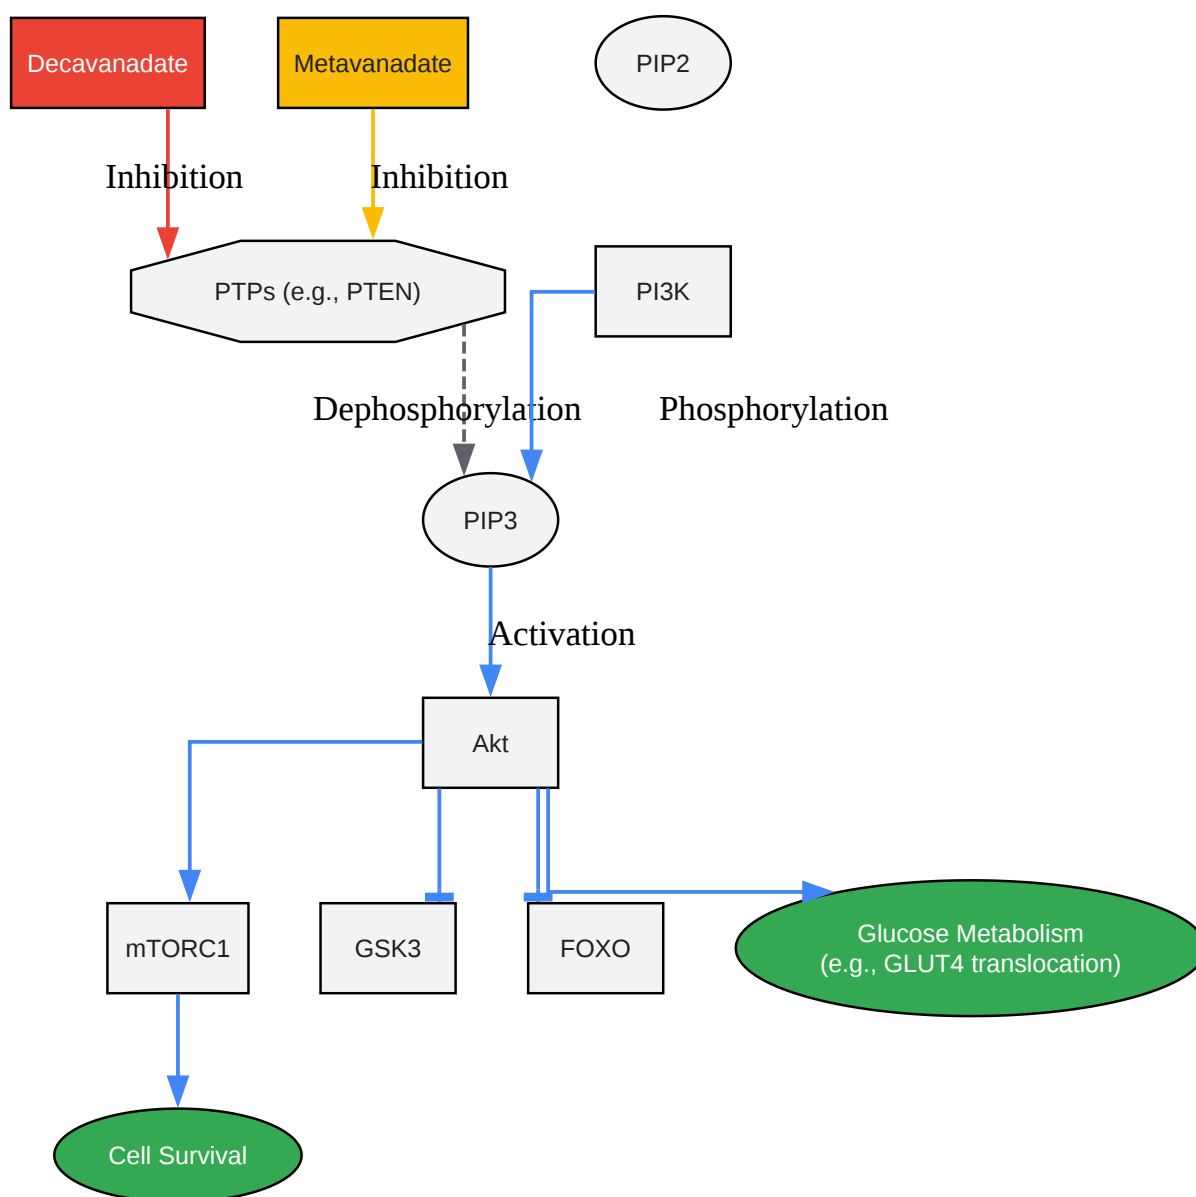 Decavanadate
Metavanadate
PIP2
Inhibition
Inhibition
PTPs (e.g., PTEN)
PI3K
Dephosphorylation
Phosphorylation
PIP3
Activation
Akt
mTORC1
GSK3
FOXO
Glucose Metabolism
(e.g., GLUT4 translocation)
Cell Survival